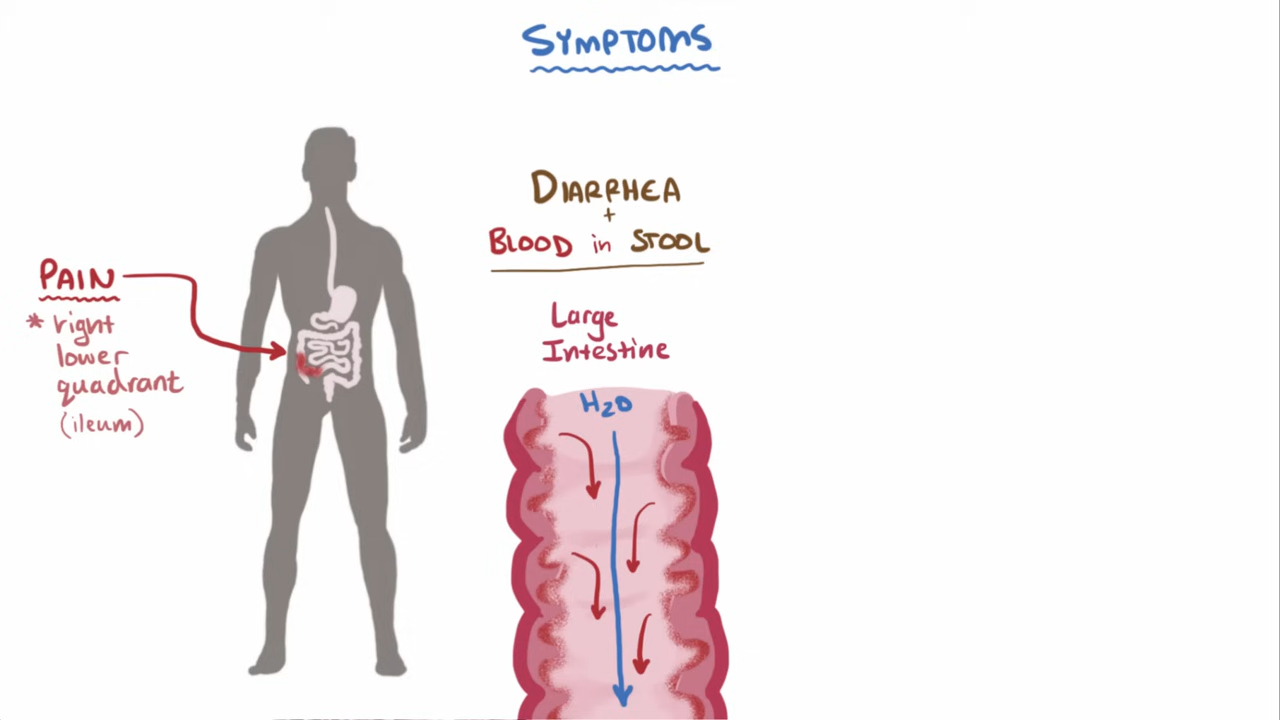 SYMPTOMS
PAIN
* right
lower
quadrant
(ileum)
DIARRHEA
+
BLOOD in STOOL
Large
Intestine
H2O